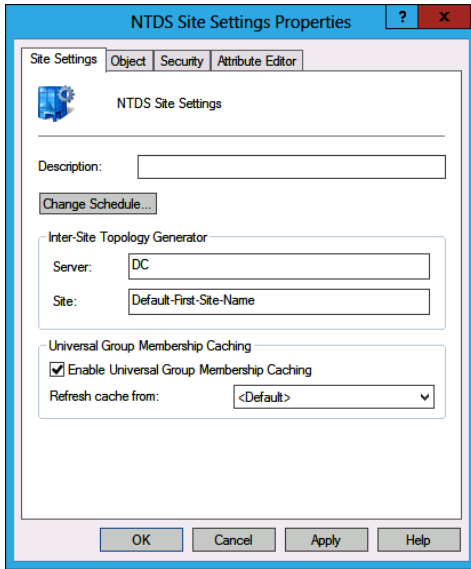 NTDS Site Settings Properties
? x
Site Settings Object Security Attribute Editor
NTDS Site Settings
Description:
Change Schedule...
Inter-Site Topology Generator
Server: DC
Site: Default-First-Site-Name
Universal Group Membership Caching
Enable Universal Group Membership Caching
Refresh cache from: <Default>
OK Cancel Apply Help